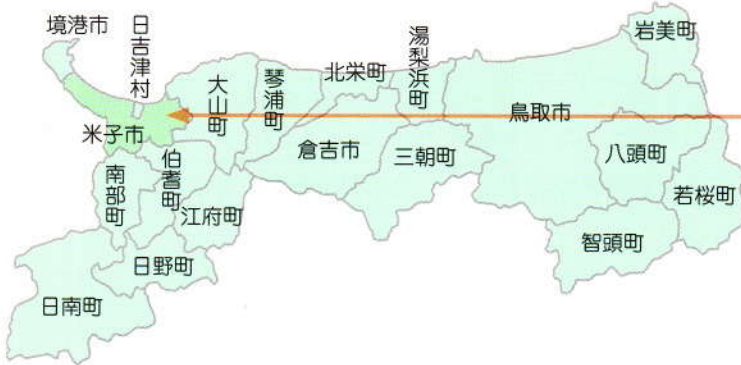 境港市
日吉津村
米子市
大山町
琴浦町
北栄町
湯梨浜町
鳥取市
岩美町
南部町
伯耆町
江府町
倉吉市
三朝町
八頭町
若桜町
智頭町
日野町
日南町